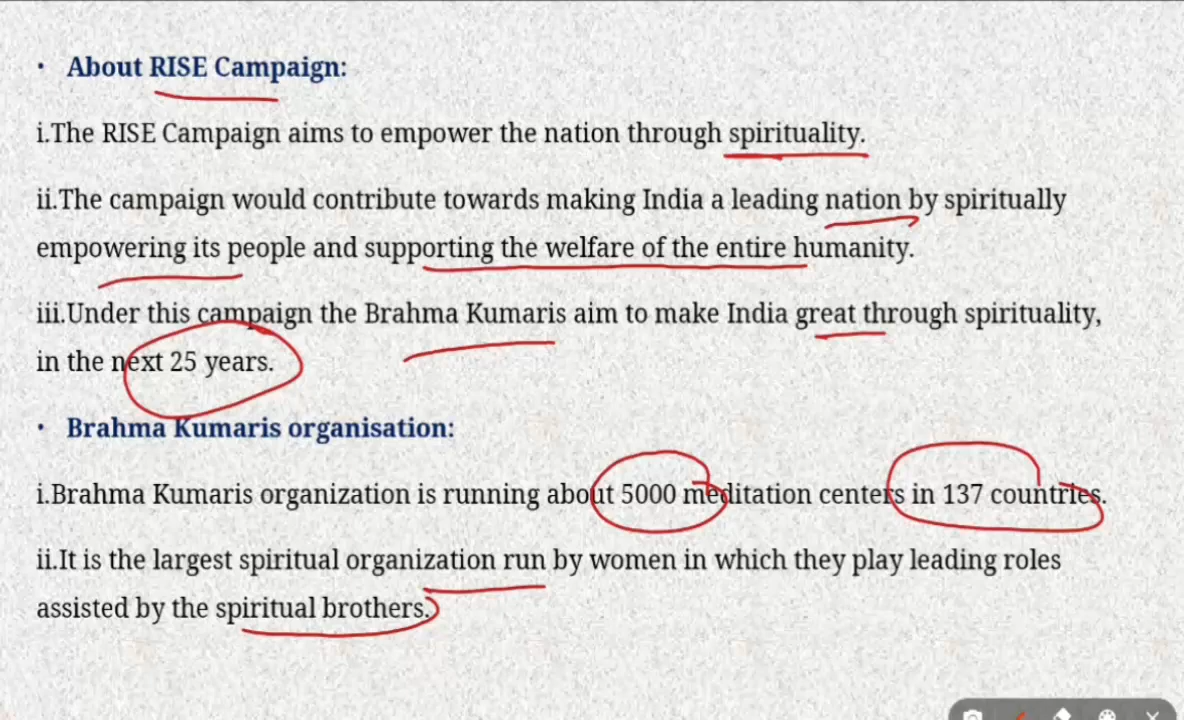 • About RISE Campaign:
i.The RISE Campaign aims to empower the nation through spirituality.
ii.The campaign would contribute towards making India a leading nation by spiritually
empowering its people and supporting the welfare of the entire humanity.
iii.Under this campaign the Brahma Kumaris aim to make India great through spirituality,
in the next 25 years.
• Brahma Kumaris organisation:
i.Brahma Kumaris organization is running about 5000 meditation centers in 137 countries.
ii.It is the largest spiritual organization run by women in which they play leading roles
assisted by the spiritual brothers.